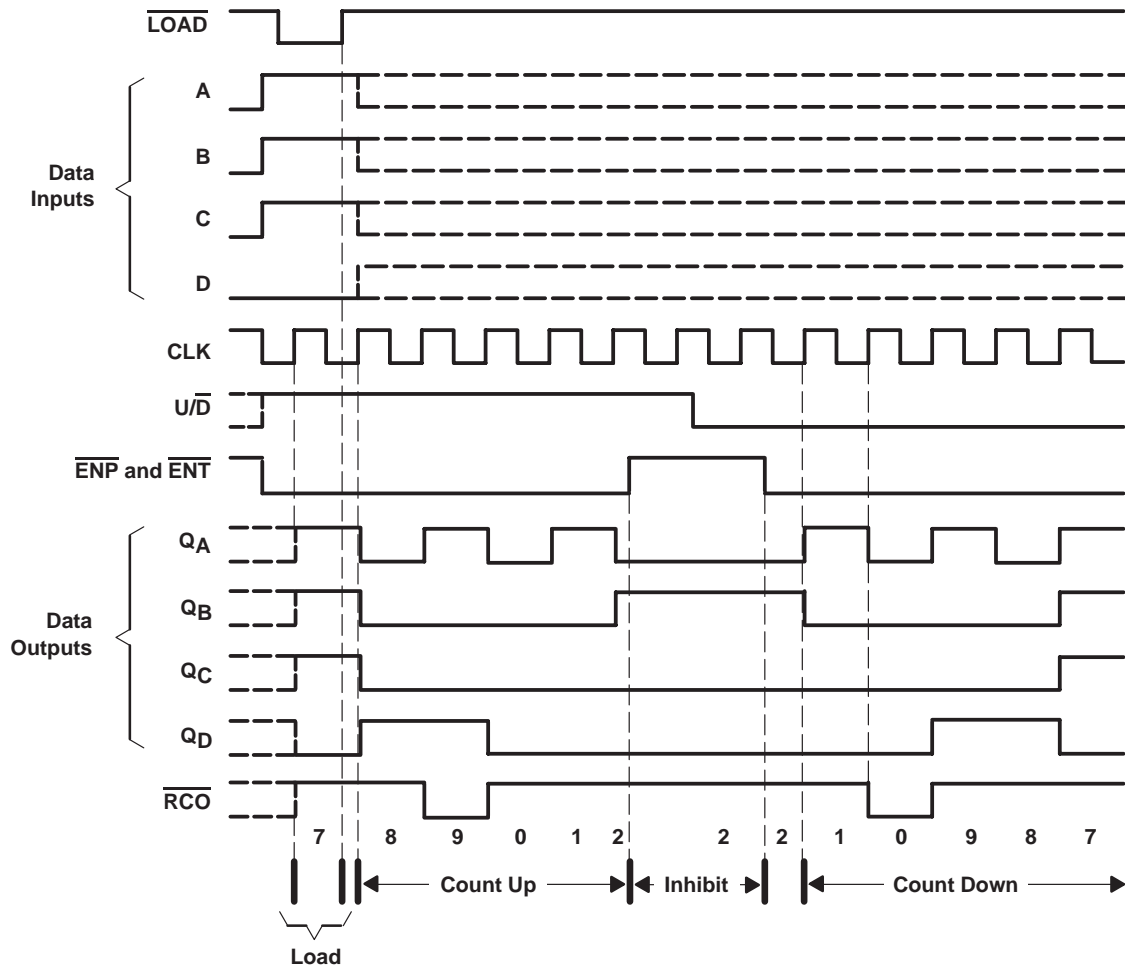 LOAD
A
B
Data
Inputs
C
D
CLK
U/D
ENP and ENT
QA
QB
Data
Outputs
QC
QD
RCO
7 8 9 0 1 2 2 2 1 0 9 8 7
Count Up Inhibit Count Down
Load